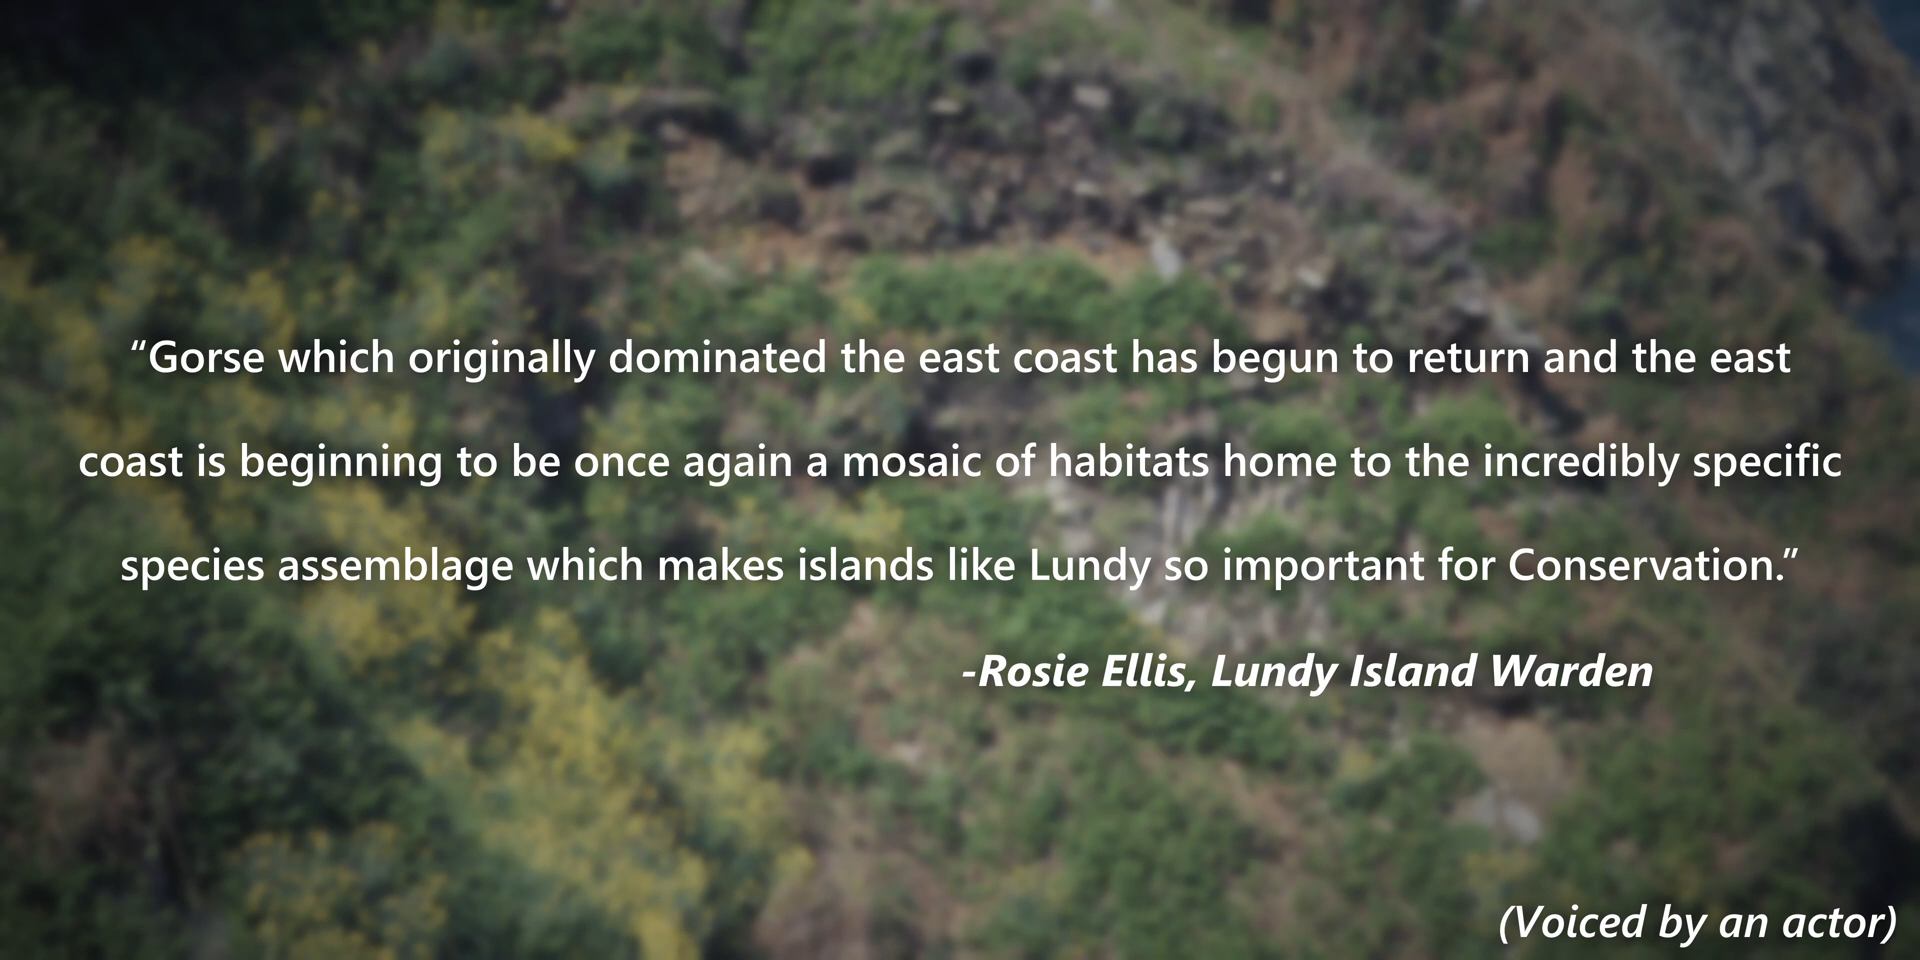 “Gorse which originally dominated the east coast has begun to return and the east
coast is beginning to be once again a mosaic of habitats home to the incredibly specific
species assemblage which makes islands like Lundy so important for Conservation.”
-Rosie Ellis, Lundy Island Warden
(Voiced by an actor)